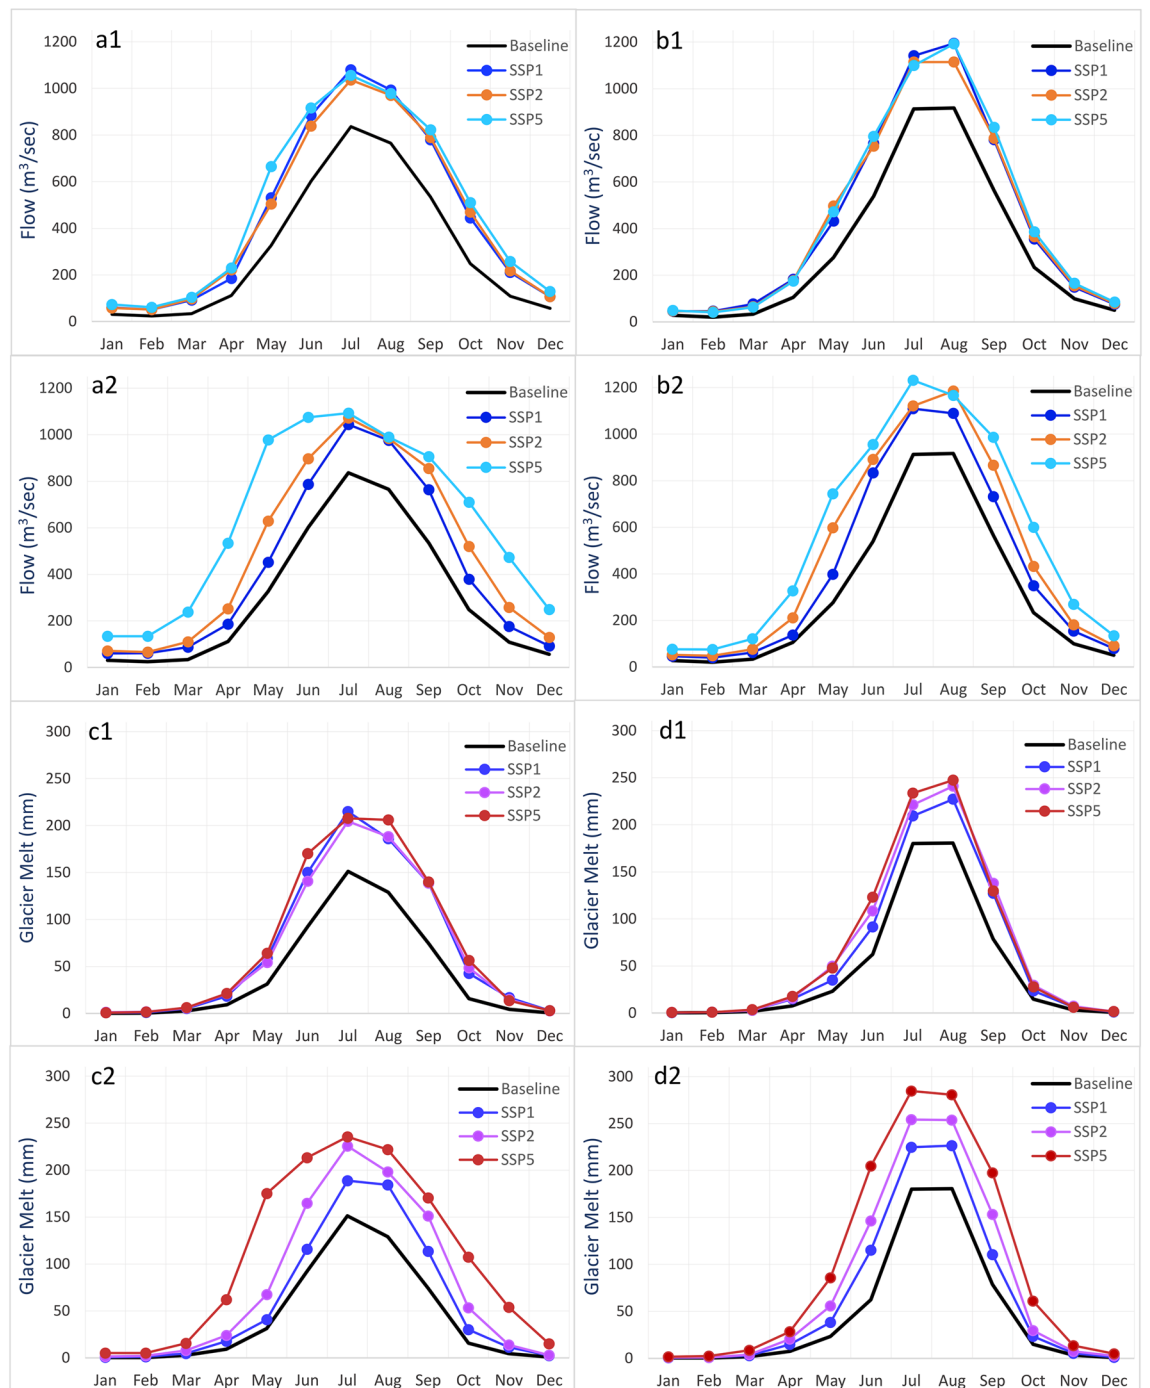 a1
Flow (m³/sec)
1200
1000
800
600
400
200
0
Jan Feb Mar Apr May Jun Jul Aug Sep Oct Nov Dec
Baseline
SSP1
SSP2
SSP5
b1
Flow (m³/sec)
1200
1000
800
600
400
200
0
Jan Feb Mar Apr May Jun Jul Aug Sep Oct Nov Dec
Baseline
SSP1
SSP2
SSP5
a2
Flow (m³/sec)
1200
1000
800
600
400
200
0
Jan Feb Mar Apr May Jun Jul Aug Sep Oct Nov Dec
Baseline
SSP1
SSP2
SSP5
b2
Flow (m³/sec)
1200
1000
800
600
400
200
0
Jan Feb Mar Apr May Jun Jul Aug Sep Oct Nov Dec
Baseline
SSP1
SSP2
SSP5
c1
Glacier Melt (mm)
300
250
200
150
100
50
0
Jan Feb Mar Apr May Jun Jul Aug Sep Oct Nov Dec
Baseline
SSP1
SSP2
SSP5
d1
Glacier Melt (mm)
300
250
200
150
100
50
0
Jan Feb Mar Apr May Jun Jul Aug Sep Oct Nov Dec
Baseline
SSP1
SSP2
SSP5
c2
Glacier Melt (mm)
300
250
200
150
100
50
0
Jan Feb Mar Apr May Jun Jul Aug Sep Oct Nov Dec
Baseline
SSP1
SSP2
SSP5
d2
Glacier Melt (mm)
300
250
200
150
100
50
0
Jan Feb Mar Apr May Jun Jul Aug Sep Oct Nov Dec
Baseline
SSP1
SSP2
SSP5